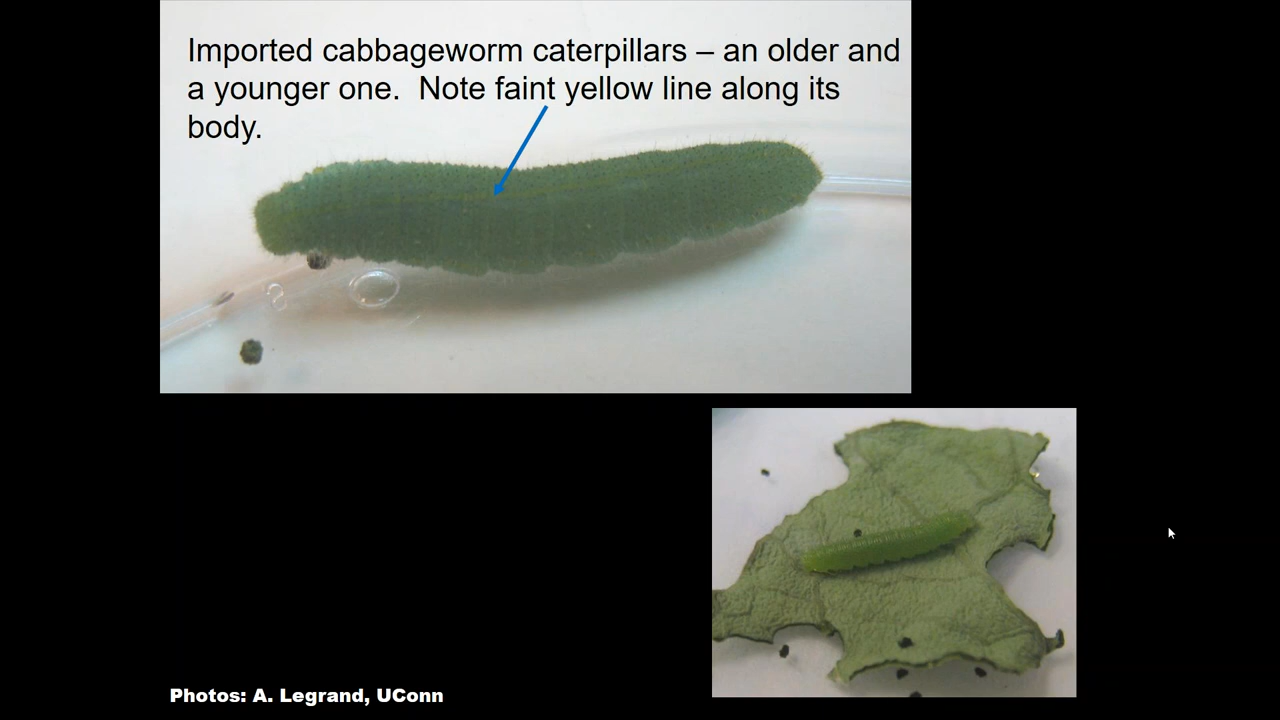 Imported cabbageworm caterpillars – an older and
a younger one.  Note faint yellow line along its
body.
Photos: A. Legrand, UConn